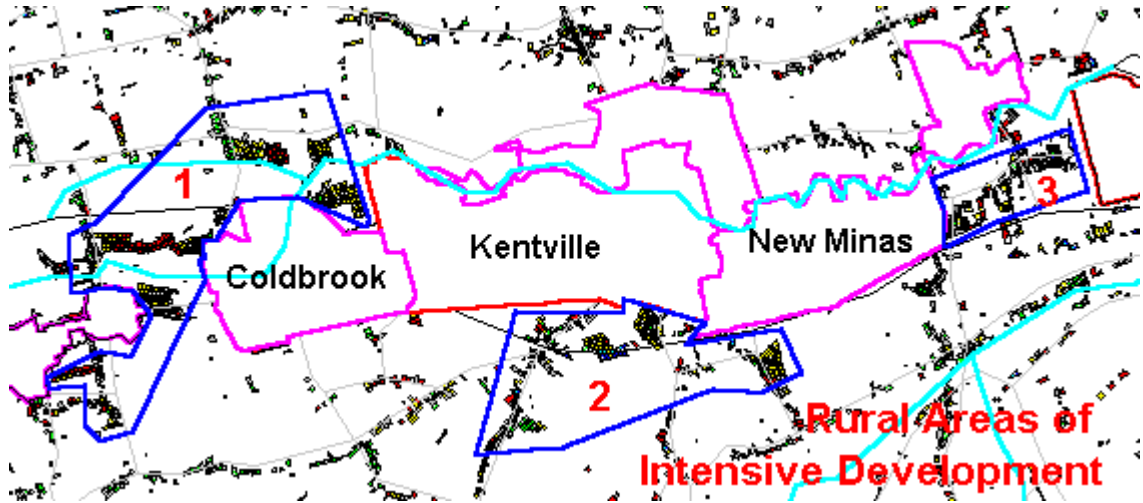 1
3
Kentville
New Minas
Coldbrook
2
Rural Areas of
Intensive Development